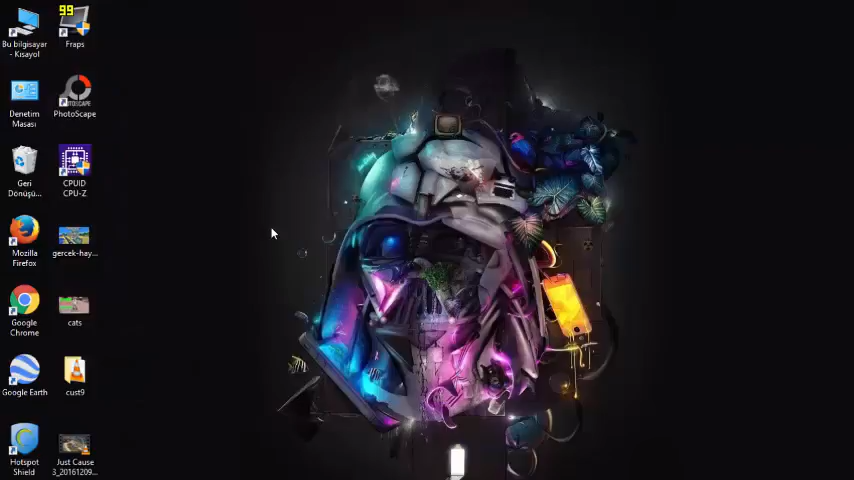 99
Bu bilgisayar
- Kısayol
Fraps
Denetim
Masası
PhotoScape
Geri
Dönüşü...
CPUID
CPU-Z
Mozilla
Firefox
gercek-hay...
Google
Chrome
cats
Google Earth
cust9
Hotspot
Shield
Just Cause
3_20161209...